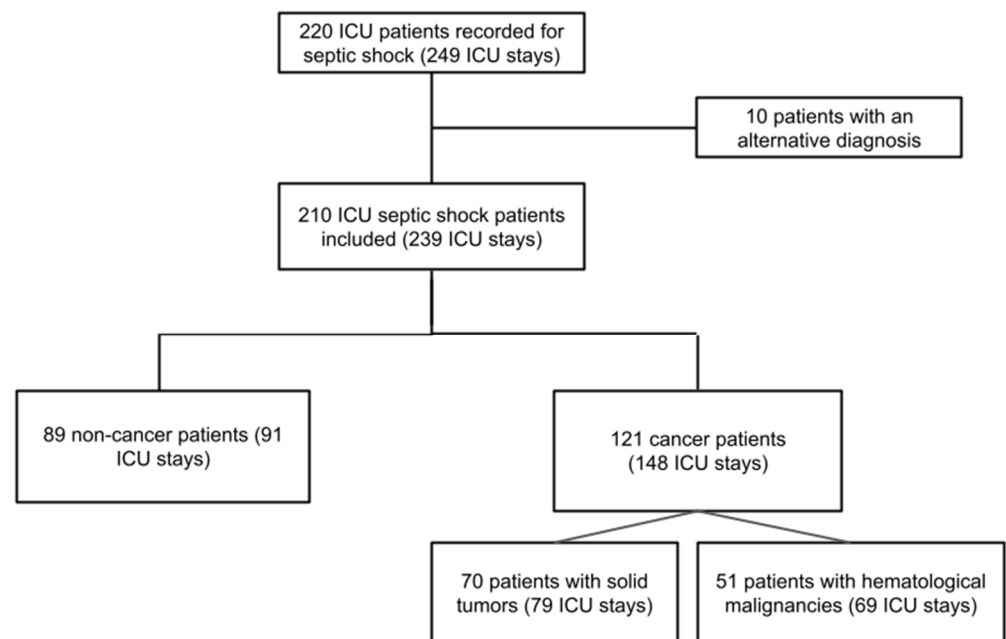 220 ICU patients recorded for
septic shock (249 ICU stays)
10 patients with an
alternative diagnosis
210 ICU septic shock patients
included (239 ICU stays)
89 non-cancer patients (91
ICU stays)
121 cancer patients
(148 ICU stays)
70 patients with solid
tumors (79 ICU stays)
51 patients with hematological
malignancies (69 ICU stays)